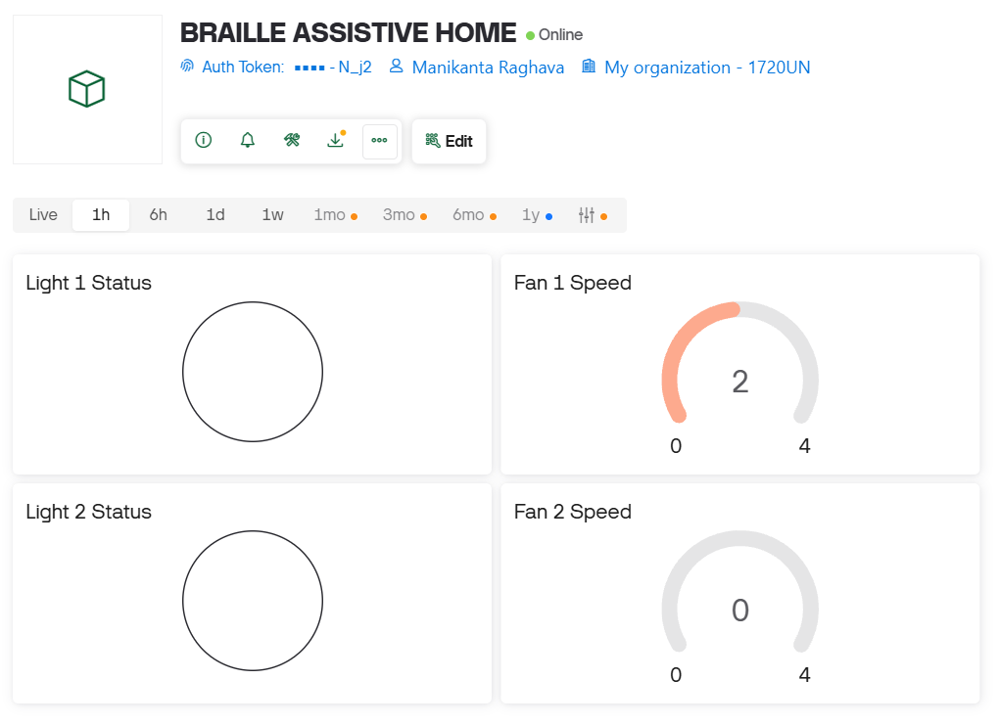 BRAILLE ASSISTIVE HOME Online
Auth Token: ▪▪▪▪ - N_j2 Manikanta Raghava My organization - 1720UN
Edit
Live 1h 6h 1d 1w 1mo 3mo 6mo 1y
Light 1 Status
Fan 1 Speed
2
0 4
Light 2 Status
Fan 2 Speed
0
0 4